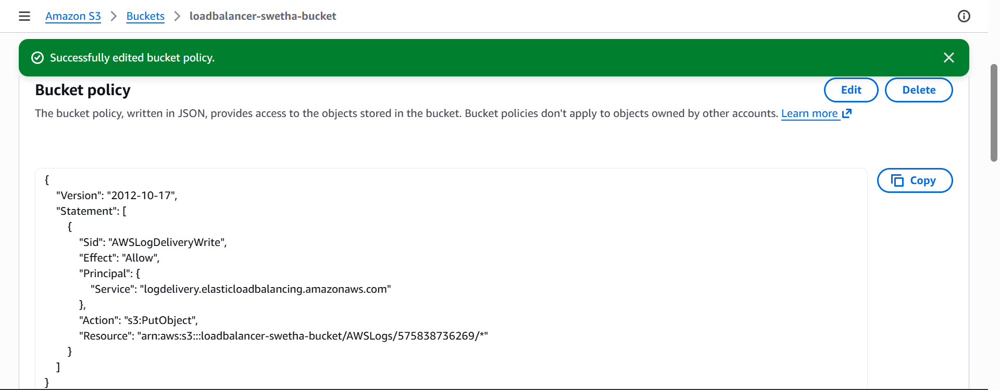 Amazon S3 > Buckets > loadbalancer-swetha-bucket
Successfully edited bucket policy.
Bucket policy
Edit
Delete
The bucket policy, written in JSON, provides access to the objects stored in the bucket. Bucket policies don't apply to objects owned by other accounts. Learn more
Copy
{
"Version": "2012-10-17",
"Statement": [
{
"Sid": "AWSLogDeliveryWrite",
"Effect": "Allow",
"Principal": {
"Service": "logdelivery.elasticloadbalancing.amazonaws.com"
},
"Action": "s3:PutObject",
"Resource": "arn:aws:s3:::loadbalancer-swetha-bucket/AWSLogs/575838736269/*"
}
]
}